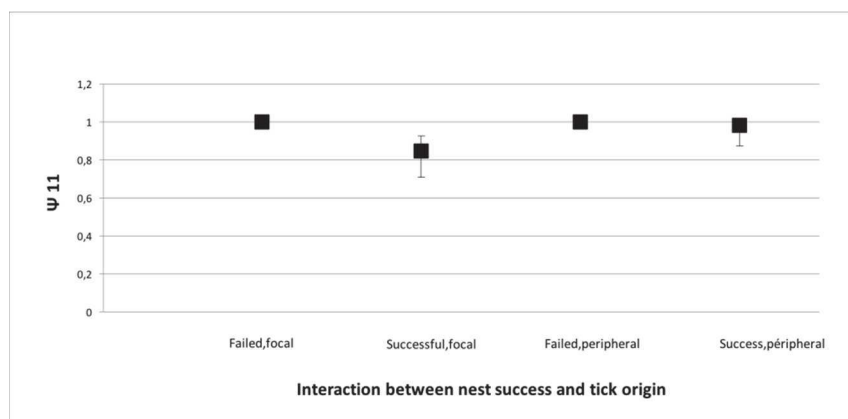 1,2
1
0,8
0,6
0,4
0,2
0
Ψ 11
Failed,focal
Successful,focal
Failed,peripheral
Success,péripheral
Interaction between nest success and tick origin